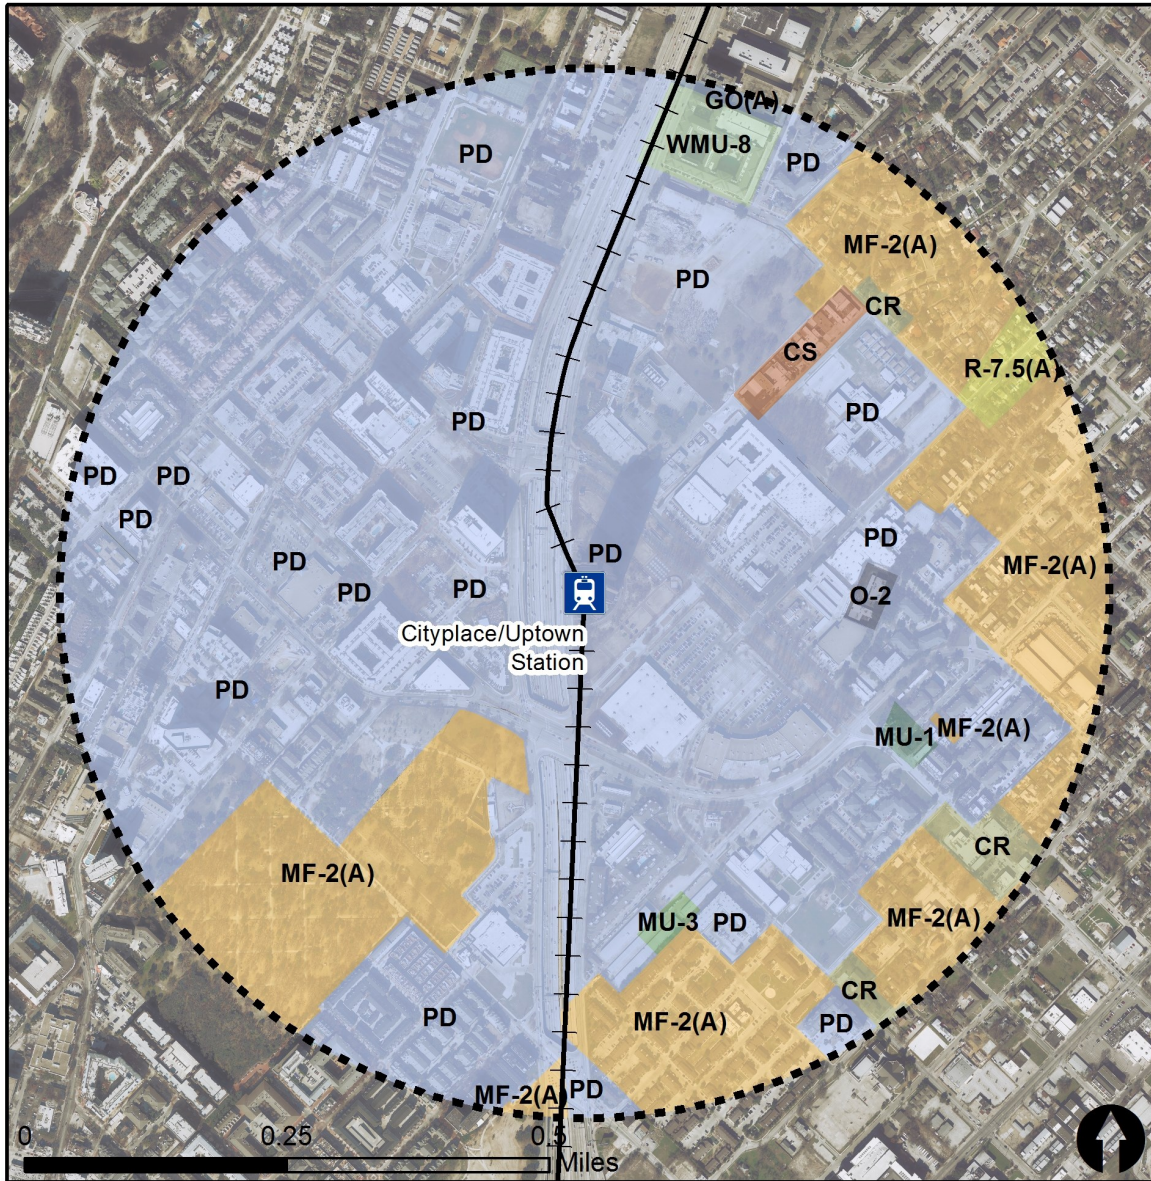 GO(A)
WMU-8
PD
PD
MF-2(A)
PD
CR
CS
R-7.5(A)
PD
PD
PD
PD
PD
PD
PD
PD
MF-2(A)
PD
PD
PD
O-2
Cityplace/Uptown
Station
PD
MU-1
MF-2(A)
CR
MF-2(A)
MF-2(A)
MU-3
PD
CR
PD
MF-2(A)
PD
MF-2(A)
PD
0
0.25
0.5
Miles